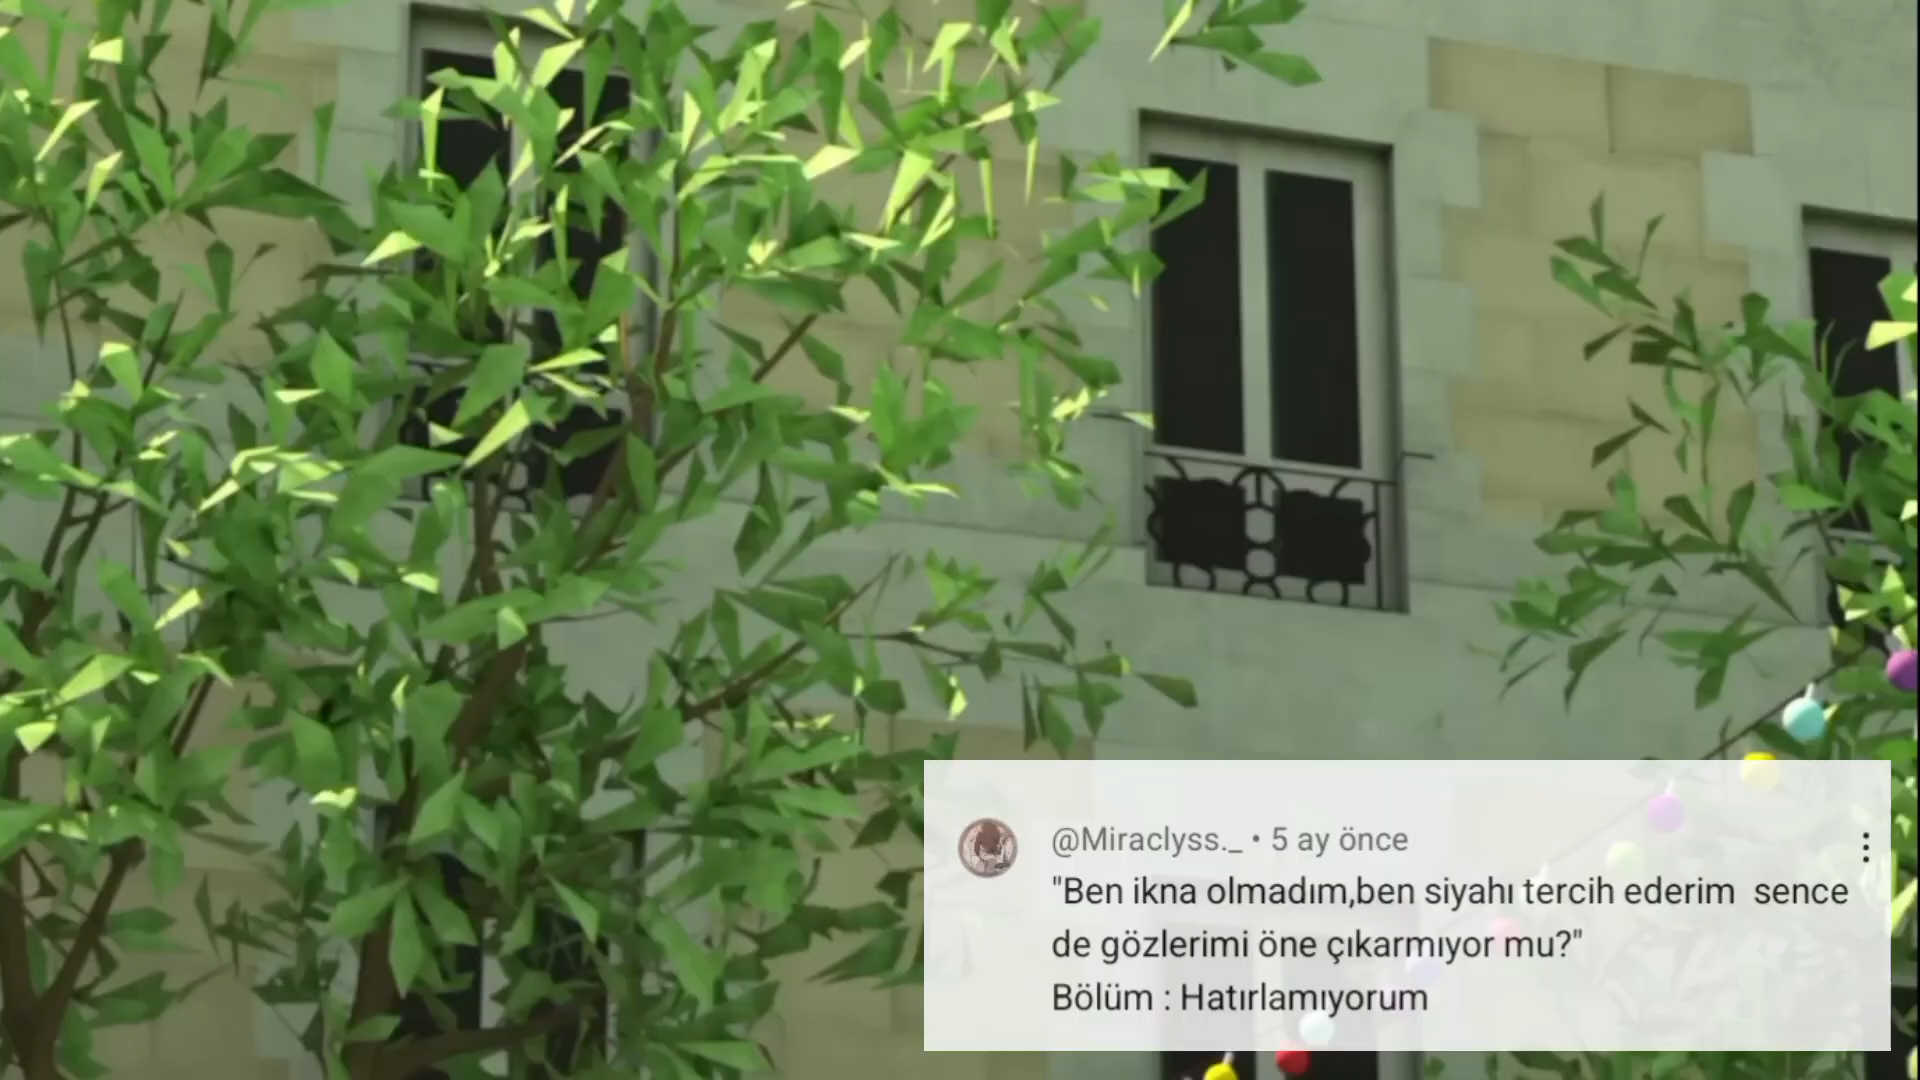 @Miraclyss._ • 5 ay önce
"Ben ikna olmadım,ben siyahı tercih ederim  sence
de gözlerimi öne çıkarmıyor mu?"
Bölüm : Hatırlamıyorum